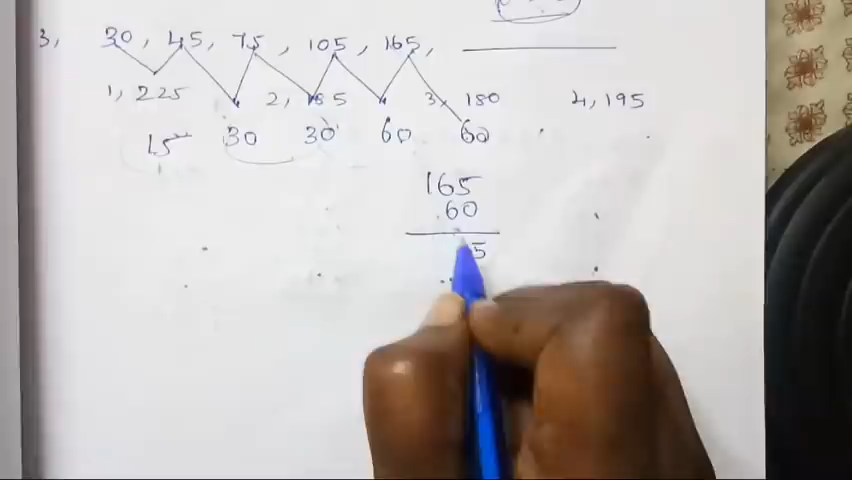 3, 30, 45, 75, 105, 165,
1, 225 2, 185 3, 180 4, 195
15 30 30 60 60
165
60
5